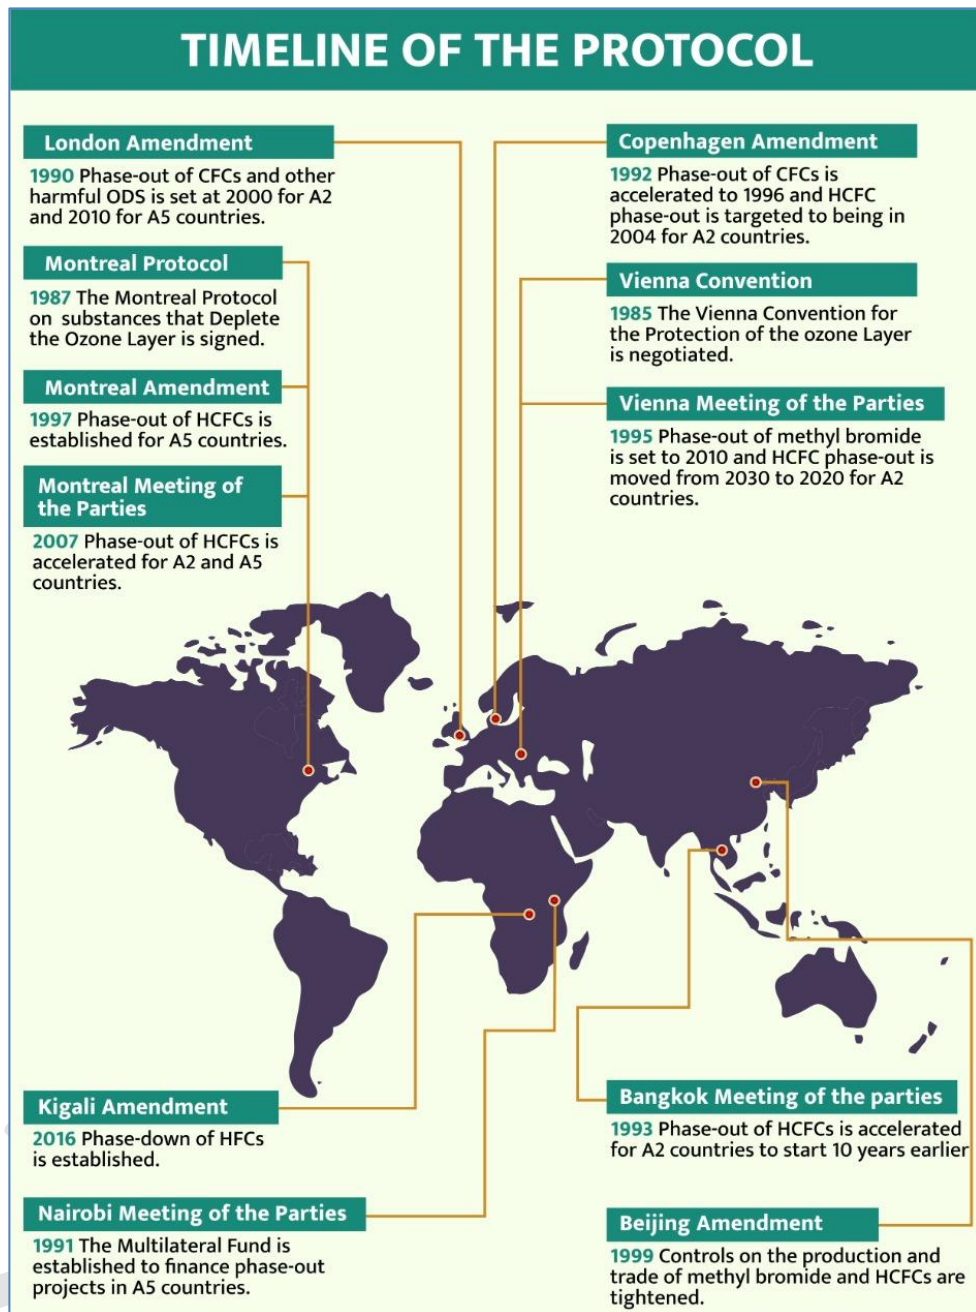 TIMELINE OF THE PROTOCOL
London Amendment
1990 Phase-out of CFCs and other
harmful ODS is set at 2000 for A2
and 2010 for A5 countries.
Montreal Protocol
1987 The Montreal Protocol
on substances that Deplete
the Ozone Layer is signed.
Montreal Amendment
1997 Phase-out of HCFCs is
established for A5 countries.
Montreal Meeting of
the Parties
2007 Phase-out of HCFCs is
accelerated for A2 and A5
countries.
Copenhagen Amendment
1992 Phase-out of CFCs is
accelerated to 1996 and HCFC
phase-out is targeted to being in
2004 for A2 countries.
Vienna Convention
1985 The Vienna Convention for
the Protection of the ozone Layer
is negotiated.
Vienna Meeting of the Parties
1995 Phase-out of methyl bromide
is set to 2010 and HCFC phase-out is
moved from 2030 to 2020 for A2
countries.
Kigali Amendment
2016 Phase-down of HFCs
is established.
Nairobi Meeting of the Parties
1991 The Multilateral Fund is
established to finance phase-out
projects in A5 countries.
Bangkok Meeting of the parties
1993 Phase-out of HCFCs is accelerated
for A2 countries to start 10 years earlier
Beijing Amendment
1999 Controls on the production and
trade of methyl bromide and HCFCs are
tightened.